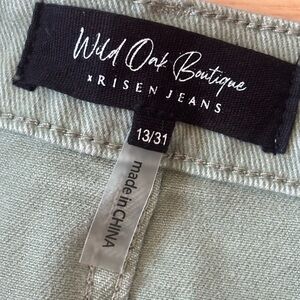 Wild Oak Boutique
x RISEN JEANS
13/31
made in CHINA